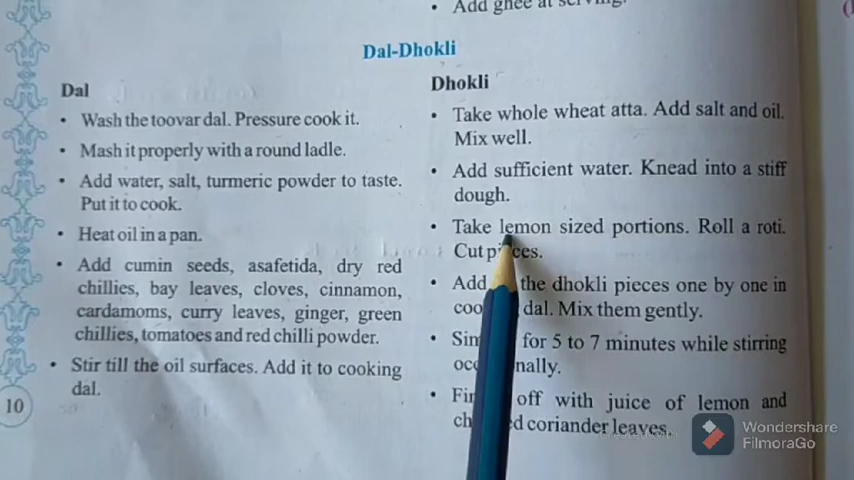 Add ghee at serving.
Dal-Dhokli
Dal
• Wash the toovar dal. Pressure cook it.
• Mash it properly with a round ladle.
• Add water, salt, turmeric powder to taste.
Put it to cook.
• Heat oil in a pan.
• Add cumin seeds, asafetida, dry red
chillies, bay leaves, cloves, cinnamon,
cardamoms, curry leaves, ginger, green
chillies, tomatoes and red chilli powder.
• Stir till the oil surfaces. Add it to cooking
dal.
10
Dhokli
• Take whole wheat atta. Add salt and oil.
Mix well.
• Add sufficient water. Knead into a stiff
dough.
• Take lemon sized portions. Roll a roti.
Cut
• Add the dhokli pieces one by one in
dal. Mix them gently.
• for 5 to 7 minutes while stirring
• off with juice of lemon and
coriander leaves.
Wondershare
FilmoraGo